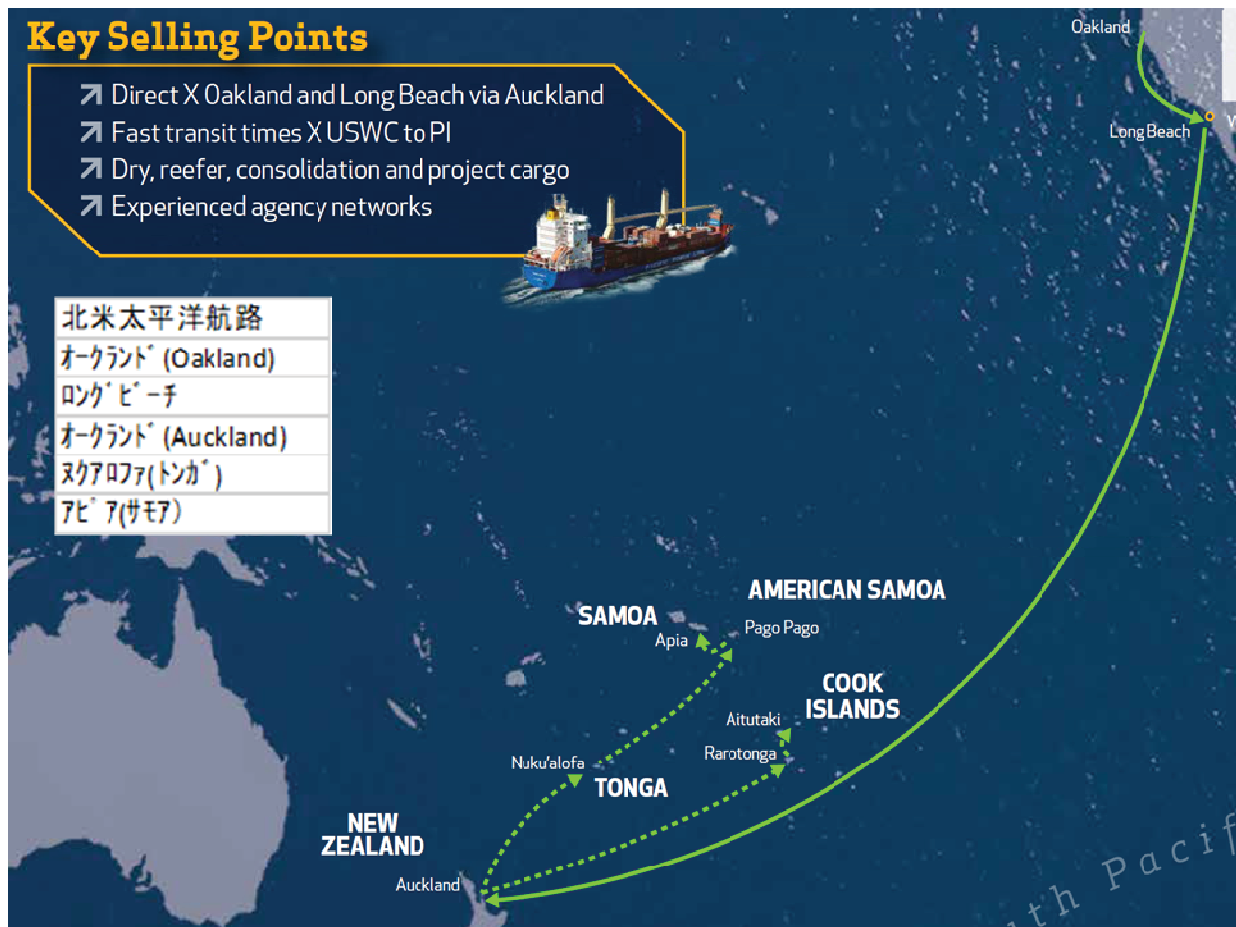 Key Selling Points
Direct X Oakland and Long Beach via Auckland
Fast transit times X USWC to PI
Dry, reefer, consolidation and project cargo
Experienced agency networks
Oakland
Long Beach
北米太平洋航路
ｵｰｸﾗﾝﾄﾞ(Oakland)
ﾛﾝｸﾞﾋﾞｰﾁ
ｵｰｸﾗﾝﾄﾞ(Auckland)
ﾇｸｱﾛﾌｧ(ﾄﾝｶﾞ)
ｱﾋﾟｱ(ｻﾓｱ）
AMERICAN SAMOA
SAMOA
Pago Pago
Apia
COOK
ISLANDS
Aitutaki
Rarotonga
Nuku'alofa
TONGA
NEW
ZEALAND
Auckland